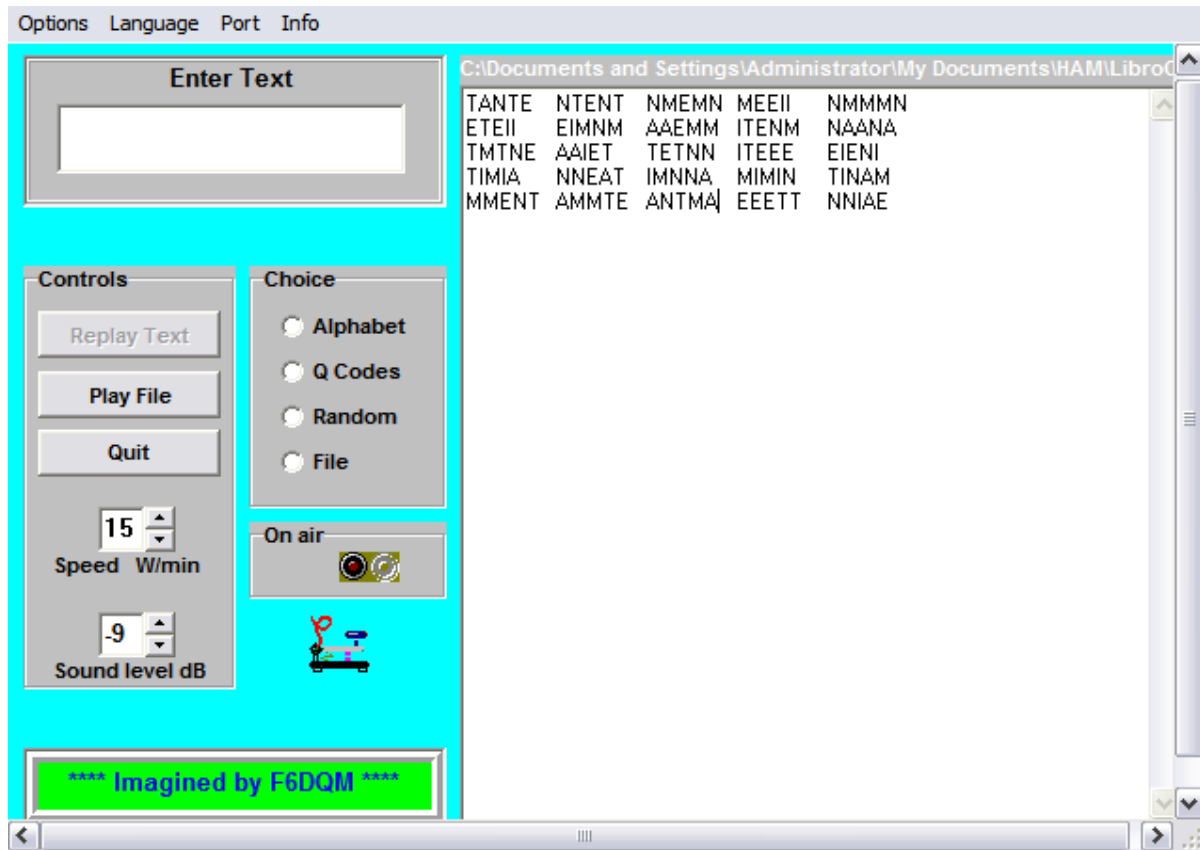 Options Language Port Info
Enter Text
C:\Documents and Settings\Administrator\My Documents\HAM\Libro
TANTE NTENT NMEMN MEEII NMMMN
ETEII EIMNM AAEMM ITENM NAANA
TMTNE AAIET TETNN ITEEE EIENI
TIMIA NNEAT IMNNA MIMIN TINAM
MMENT AMMTE ANTMA EEETT NNIAE
Controls
Replay Text
Play File
Quit
15
Speed W/min
-9
Sound level dB
Choice
Alphabet
Q Codes
Random
File
On air
**** Imagined by F6DQM ****